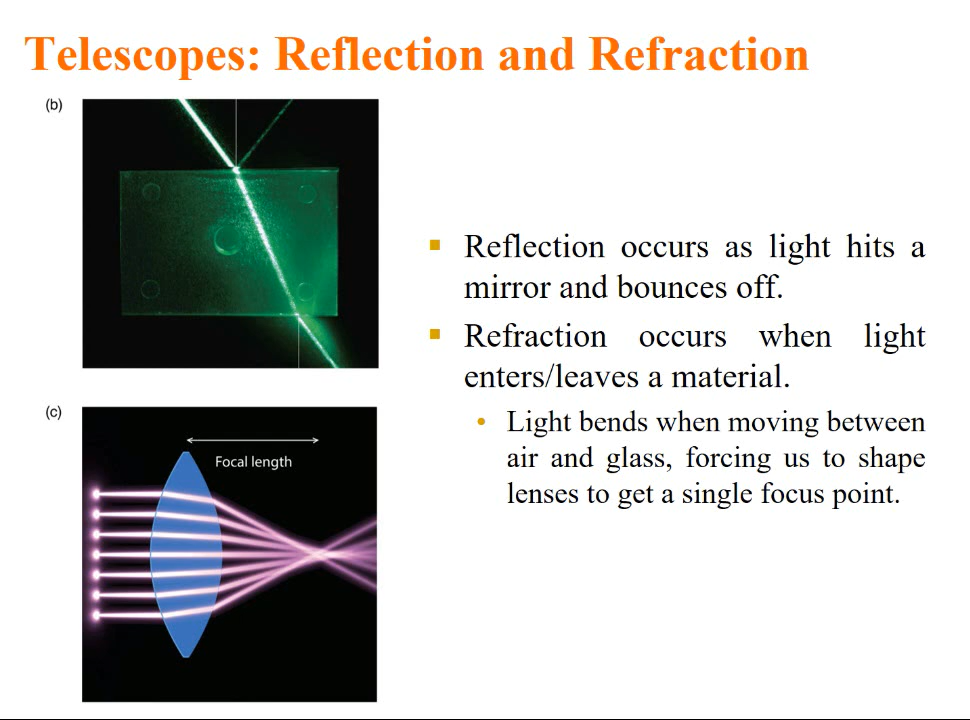 Telescopes: Reflection and Refraction
(b)
▪ Reflection occurs as light hits a
mirror and bounces off.
▪ Refraction occurs when light
enters/leaves a material.
• Light bends when moving between
air and glass, forcing us to shape
lenses to get a single focus point.
(c)
Focal length